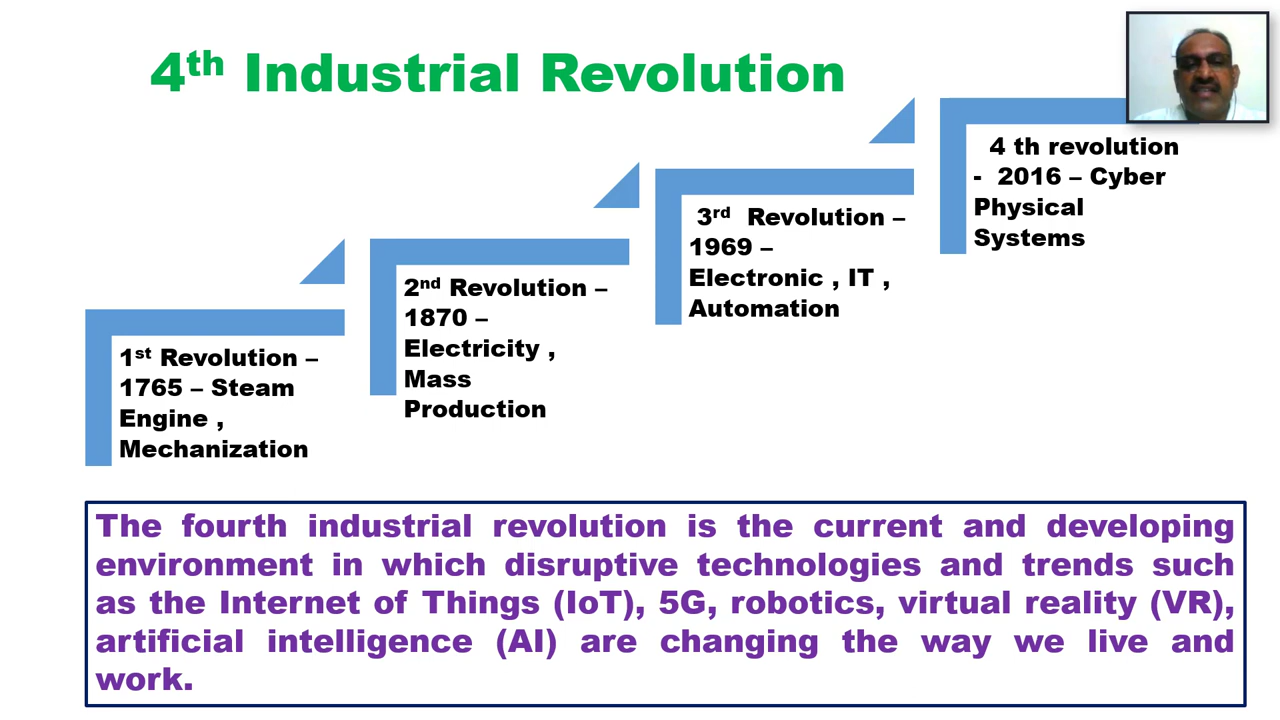 4th Industrial Revolution
1st Revolution –
1765 – Steam
Engine ,
Mechanization
2nd Revolution –
1870 –
Electricity ,
Mass
Production
3rd Revolution –
1969 –
Electronic , IT ,
Automation
4 th revolution
- 2016 – Cyber
Physical
Systems
The fourth industrial revolution is the current and developing
environment in which disruptive technologies and trends such
as the Internet of Things (IoT), 5G, robotics, virtual reality (VR),
artificial intelligence (AI) are changing the way we live and
work.